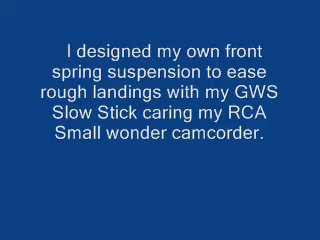 I designed my own front
spring suspension to ease
rough landings with my GWS
Slow Stick caring my RCA
Small wonder camcorder.